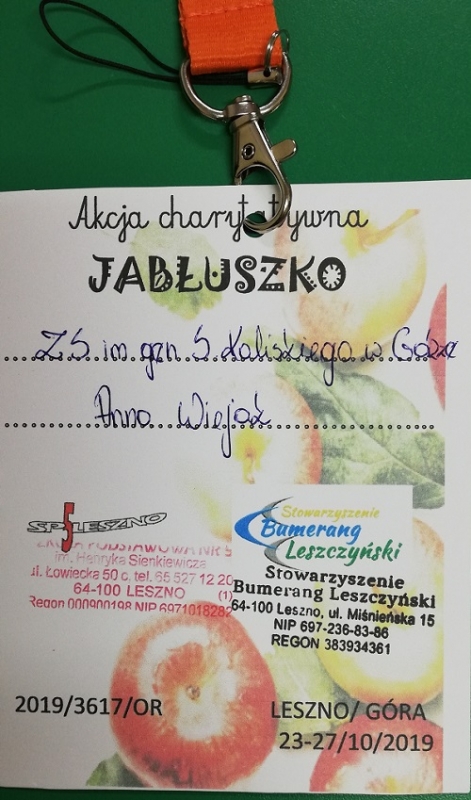 Akcja charytatywna
JABŁUSZKO
ZS im gen S Kaliskiego w Górze
Anna Wiejak
SP5LESZNO
SZKOŁA PODSTAWOWA NR 5
im. Henryka Sienkiewicza
ul. Łowiecka 50 c, tel. 65 527 12 20
64-100 LESZNO (1)
Regon 000900198 NIP 6971018282
Stowarzyszenie
Bumerang
Leszczyński
Stowarzyszenie
Bumerang Leszczyński
64-100 Leszno, ul. Miśnieńska 15
NIP 697-236-83-86
REGON 383934361
2019/3617/OR
LESZNO/ GÓRA
23-27/10/2019